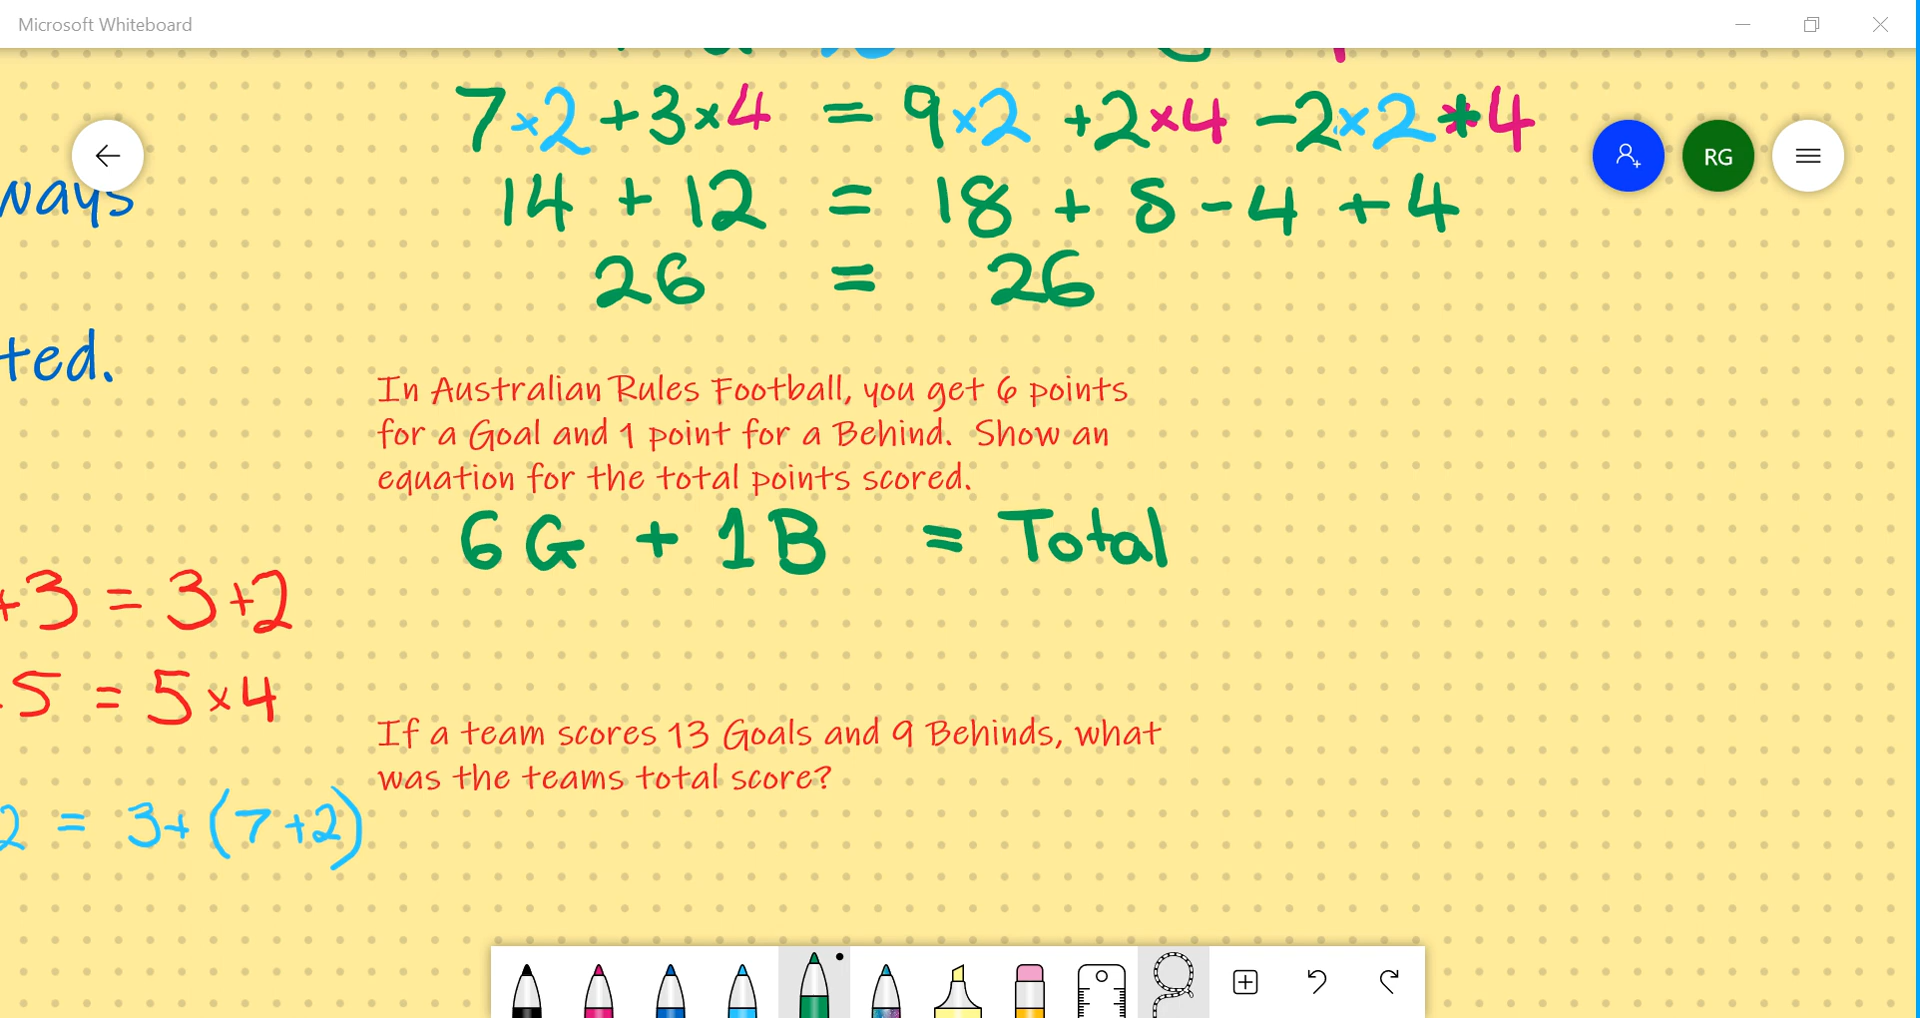 Microsoft Whiteboard
7×2 +3×4 = 9×2 +2×4 -2×2+4
14 + 12 = 18 + 8 - 4 + 4
26 = 26
RG
ways
ted.
In Australian Rules Football, you get 6 points
for a Goal and 1 point for a Behind. Show an
equation for the total points scored.
6 G + 1 B = Total
+3 = 3+2
5 = 5×4
If a team scores 13 Goals and 9 Behinds, what
was the teams total score?
2 = 3+(7+2)